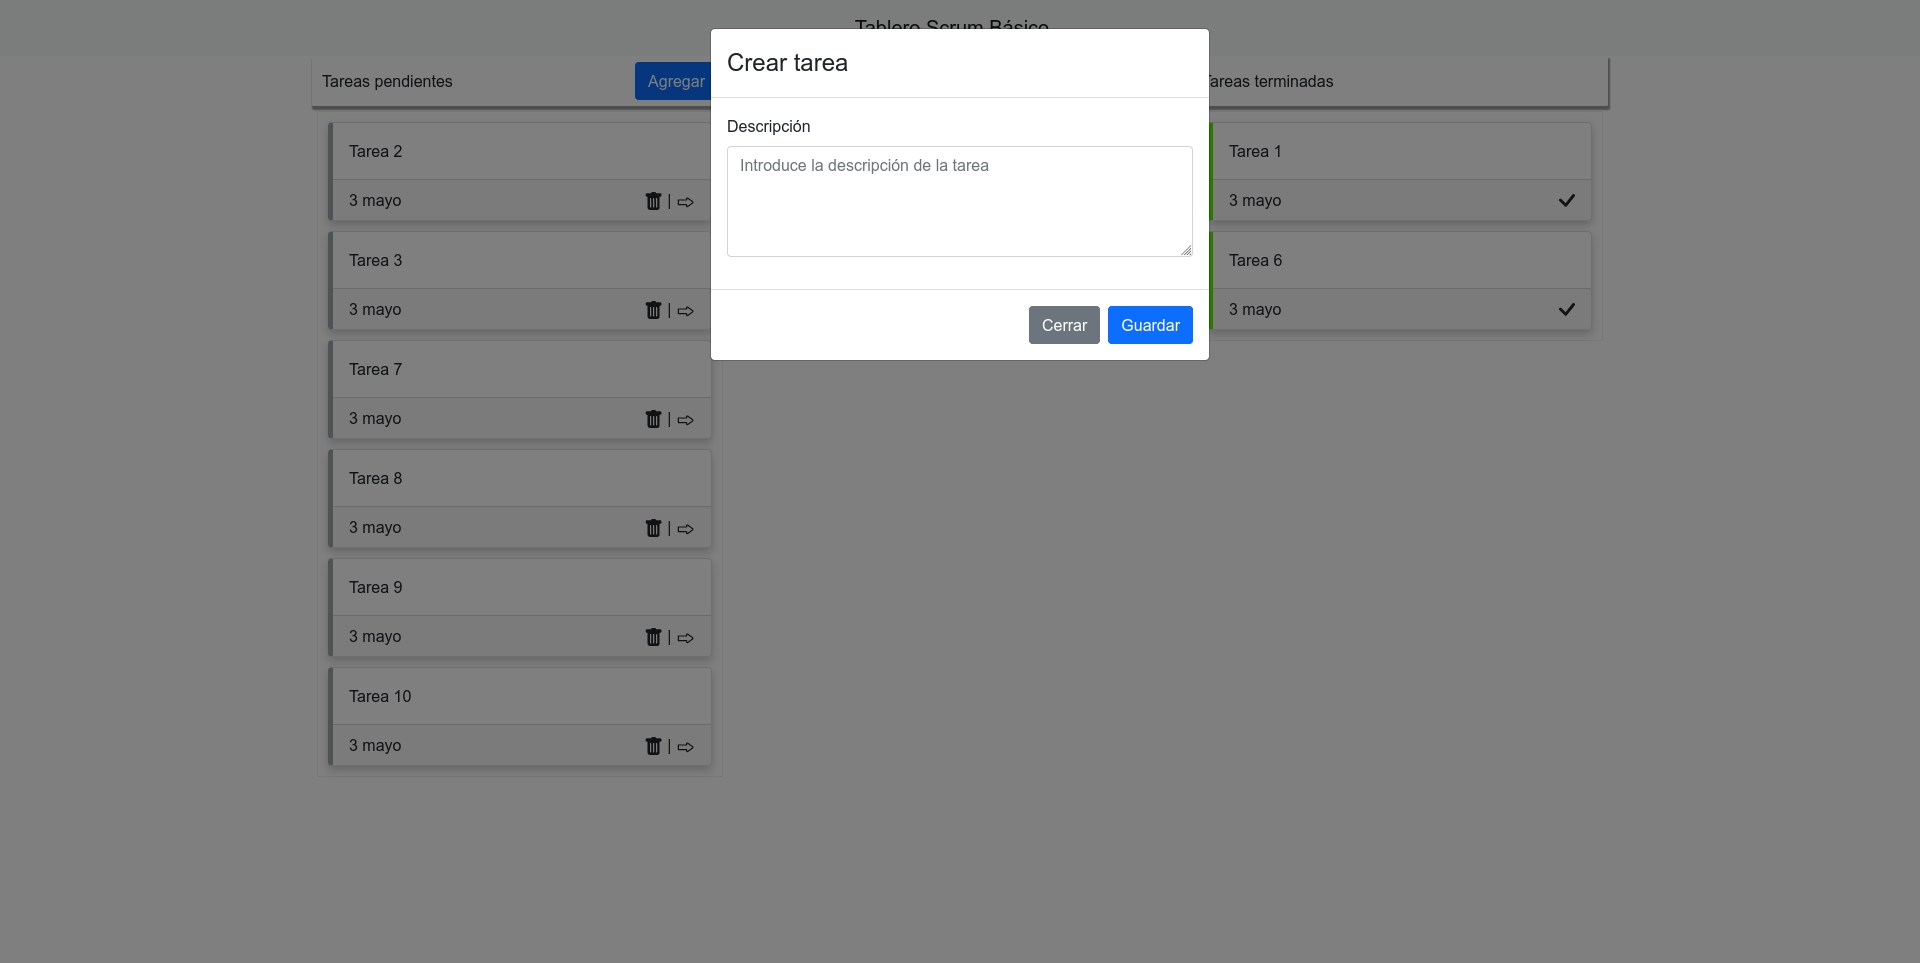 Tablero Scrum Básico
Crear tarea
Descripción
Introduce la descripción de la tarea
Cerrar
Guardar
Tareas pendientes
Agregar
Tarea 2
3 mayo
|
Tarea 3
3 mayo
|
Tarea 7
3 mayo
|
Tarea 8
3 mayo
|
Tarea 9
3 mayo
|
Tarea 10
3 mayo
|
Tareas terminadas
Tarea 1
3 mayo
Tarea 6
3 mayo